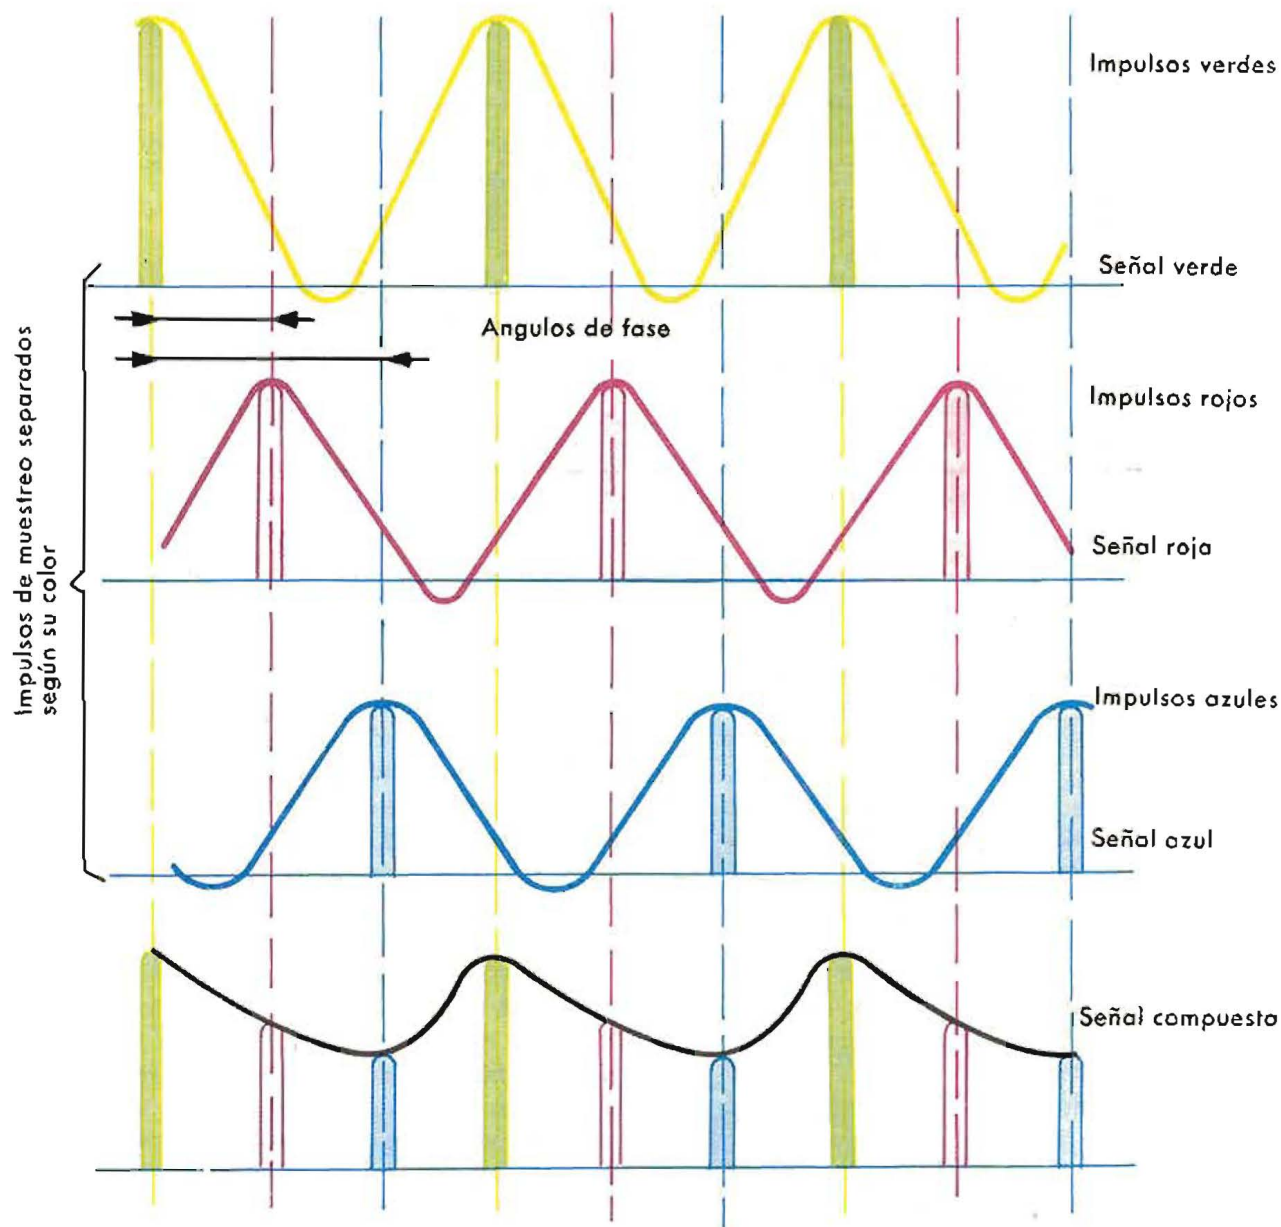 Impulsos verdes
Señal verde
Angulos de fase
Impulsos rojos
Señal roja
Impulsos de muestreo separados
según su color
Impulsos azules
Señal azul
Señal compuesta